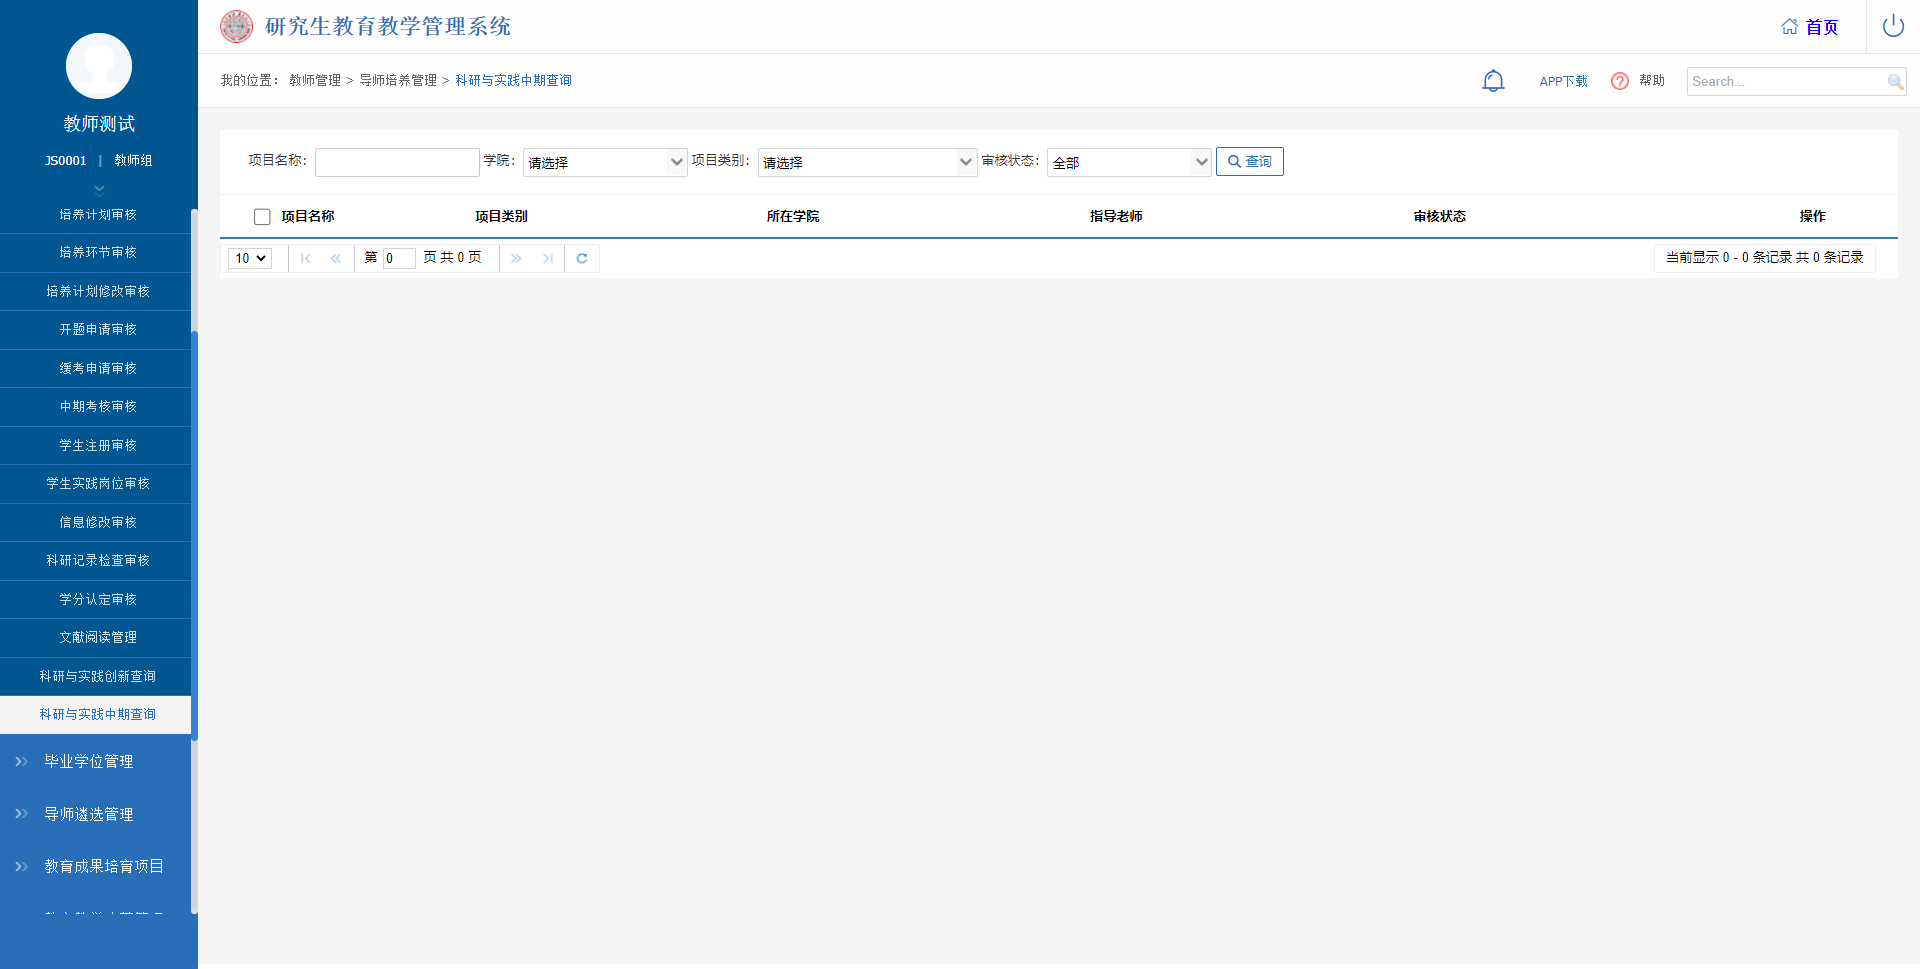 研究生教育教学管理系统
首页
我的位置： 教师管理 > 导师培养管理 > 科研与实践中期查询
APP下载
帮助
Search...
教师测试
JS0001 | 教师组
培养计划审核
培养环节审核
培养计划修改审核
开题申请审核
缓考申请审核
中期考核审核
学生注册审核
学生实践岗位审核
信息修改审核
科研记录检查审核
学分认定审核
文献阅读管理
科研与实践创新查询
科研与实践中期查询
毕业学位管理
导师遴选管理
教育成果培育项目
项目名称： 学院： 请选择 项目类别： 请选择 审核状态： 全部 查询
项目名称 项目类别 所在学院 指导老师 审核状态 操作
10 第 0 页 共 0 页
当前显示 0 - 0 条记录 共 0 条记录